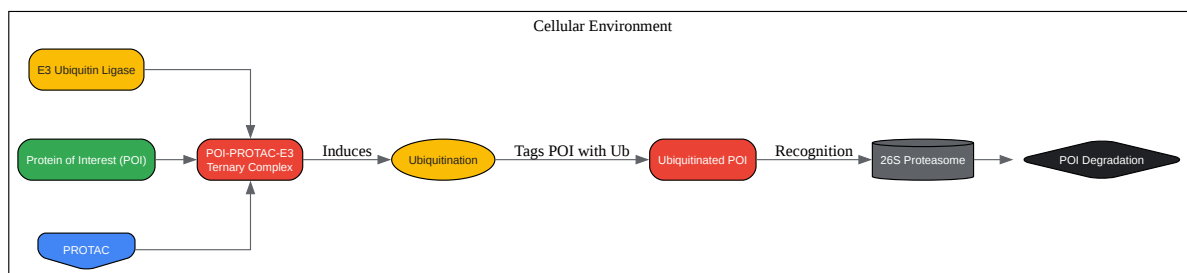 Cellular Environment
E3 Ubiquitin Ligase
Protein of Interest (POI)
PROTAC
POI-PROTAC-E3
Ternary Complex
Induces
Ubiquitination
Tags POI with Ub
Ubiquitinated POI
Recognition
26S Proteasome
POI Degradation